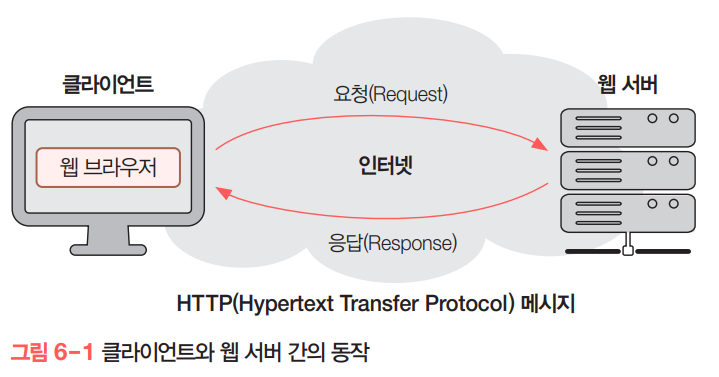 클라이언트
웹 서버
요청(Request)
웹 브라우저
인터넷
응답(Response)
HTTP(Hypertext Transfer Protocol) 메시지
그림 6-1 클라이언트와 웹 서버 간의 동작